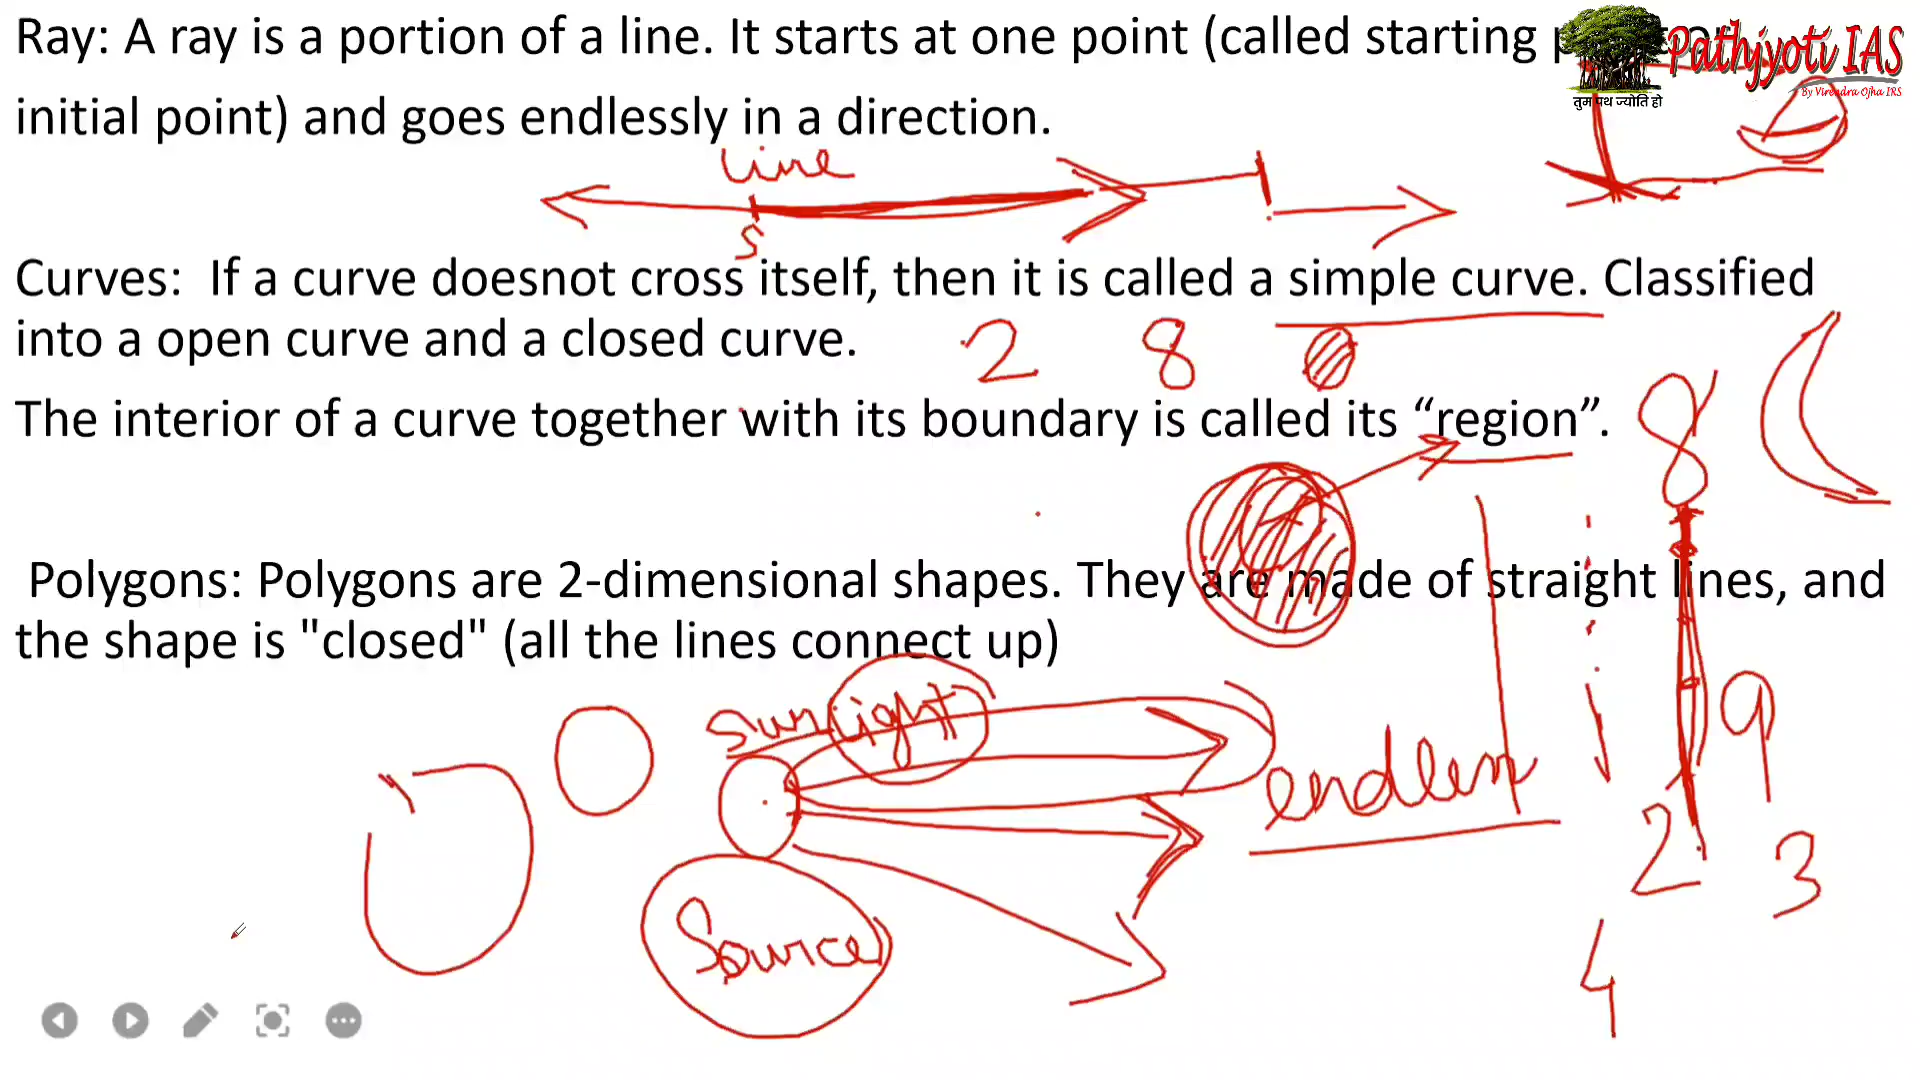 Ray: A ray is a portion of a line. It starts at one point (called starting
Pathjyoti IAS
By Virendra Ojha IRS
तुम पथ ज्योति हो
initial point) and goes endlessly in a direction.
line
S
Curves: If a curve doesnot cross itself, then it is called a simple curve. Classified
into a open curve and a closed curve.
2 8
The interior of a curve together with its boundary is called its “region”.
8
Polygons: Polygons are 2-dimensional shapes. They are made of straight lines, and
the shape is "closed" (all the lines connect up)
sunlight
endless
9
2 3
Source
4